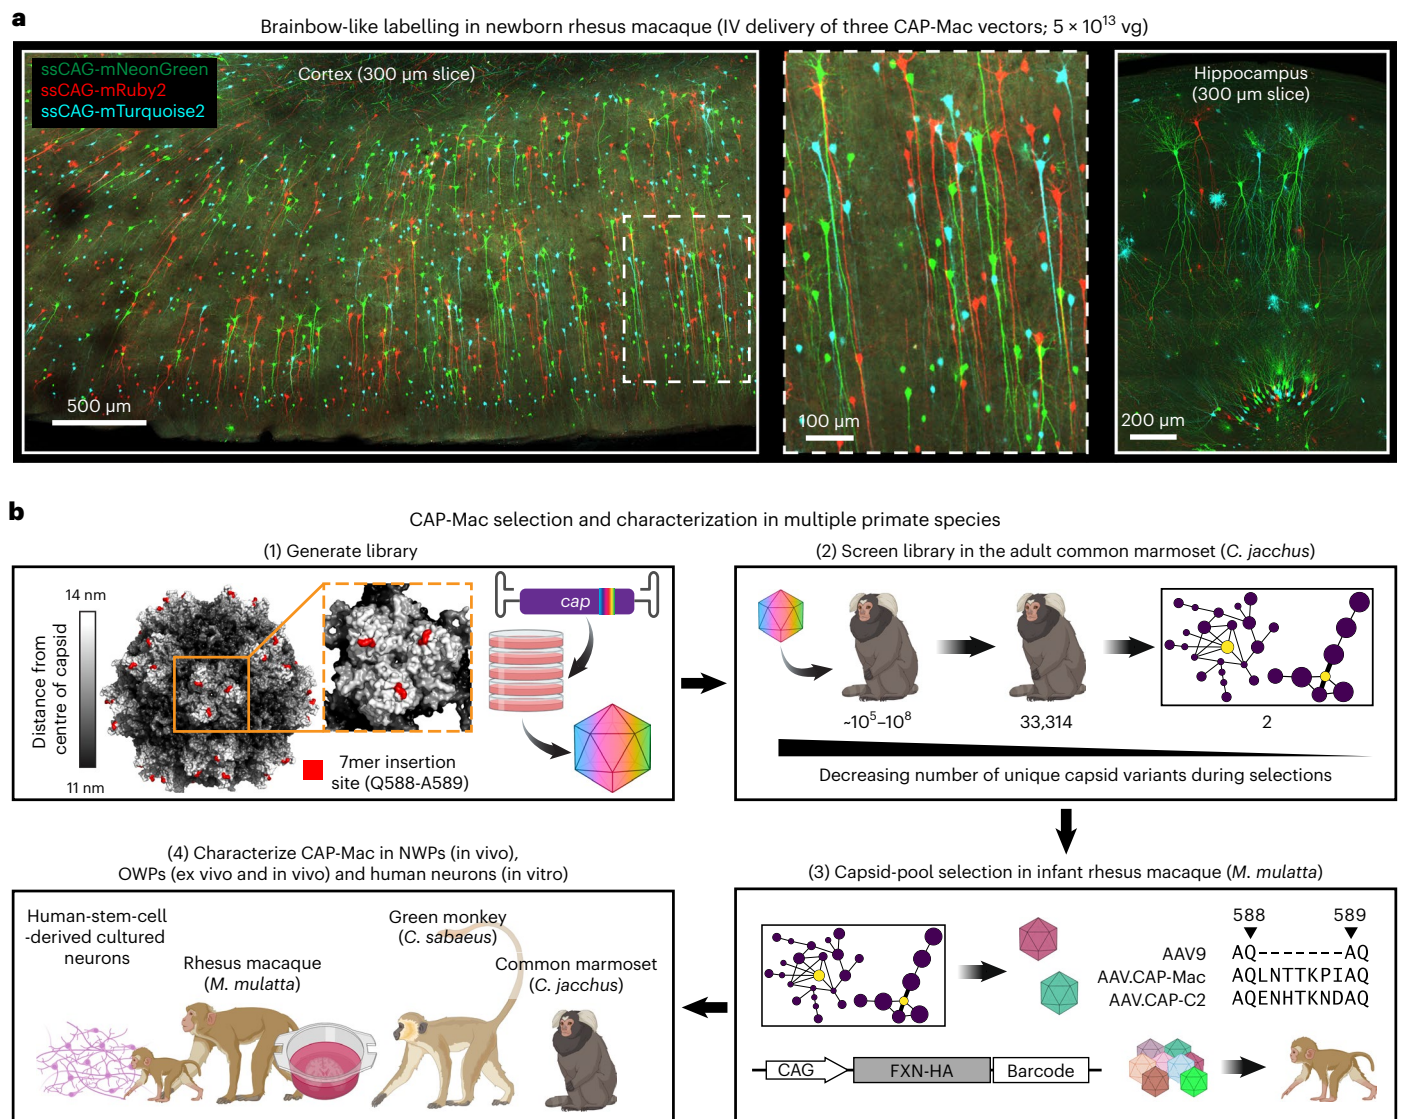 a
Brainbow-like labelling in newborn rhesus macaque (IV delivery of three CAP-Mac vectors; 5 × 10¹³ vg)
ssCAG-mNeonGreen
ssCAG-mRuby2
ssCAG-mTurquoise2
Cortex (300 µm slice)
500 µm
100 µm
Hippocampus
(300 µm slice)
200 µm
b
CAP-Mac selection and characterization in multiple primate species
(1) Generate library
14 nm
Distance from
centre of capsid
11 nm
7mer insertion
site (Q588-A589)
cap
(2) Screen library in the adult common marmoset (C. jacchus)
~10⁵–10⁸
33,314
2
Decreasing number of unique capsid variants during selections
(3) Capsid-pool selection in infant rhesus macaque (M. mulatta)
588 589
AAV9 AQ-------AQ
AAV.CAP-Mac AQLNTTKPIAQ
AAV.CAP-C2 AQENHTKNDAQ
CAG
FXN-HA
Barcode
(4) Characterize CAP-Mac in NWPs (in vivo),
OWPs (ex vivo and in vivo) and human neurons (in vitro)
Human-stem-cell
-derived cultured
neurons
Rhesus macaque
(M. mulatta)
Green monkey
(C. sabaeus)
Common marmoset
(C. jacchus)